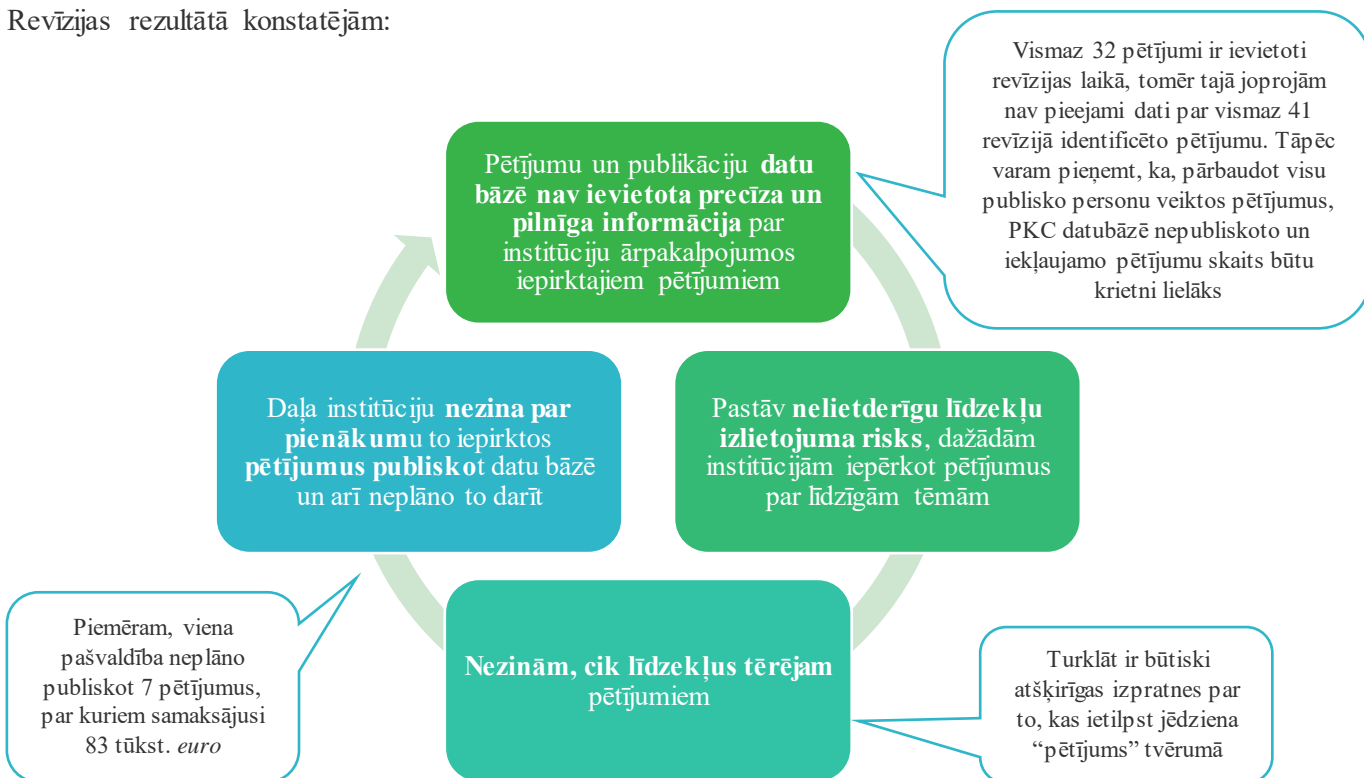 Revīzijas rezultātā konstatējām:
Vismaz 32 pētījumi ir ievietoti
revīzijas laikā, tomēr tajā joprojām
nav pieejami dati par vismaz 41
revīzijā identificēto pētījumu. Tāpēc
varam pieņemt, ka, pārbaudot visu
publisko personu veiktos pētījumus,
PKC datubāzē nepubliskoto un
iekļaujamo pētījumu skaits būtu
krietni lielāks
Pētījumu un publikāciju datu
bāzē nav ievietota precīza un
pilnīga informācija par
institūciju ārpakalpojumos
iepirktajiem pētījumiem
Daļa institūciju nezina par
pienākumu to iepirktos
pētījumus publiskot datu bāzē
un arī neplāno to darīt
Pastāv nelietderīgu līdzekļu
izlietojuma risks, dažādām
institūcijām iepērkot pētījumus
par līdzīgām tēmām
Piemēram, viena
pašvaldība neplāno
publiskot 7 pētījumus,
par kuriem samaksājusi
83 tūkst. euro
Nezinām, cik līdzekļus tērējam
pētījumiem
Turklāt ir būtiski
atšķirīgas izpratnes par
to, kas ietilpst jēdziena
“pētījums” tvērumā